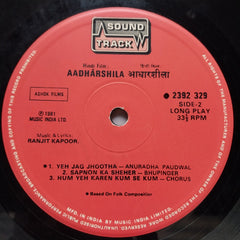 SOUND
TRACK
Hindi Film: हिन्दी फिल्म:
AADHARSHILA आधारशीला
ASHOK FILMS
℗ 1981
MUSIC INDIA LTD.
● 2392 329
SIDE-2
LONG PLAY
33⅓ RPM
Music & Lyrics:
RANJIT KAPOOR.
1. YEH JAG JHOOTHA - ANURADHA PAUDWAL
2. SAPNON KA SHEHER - BHUPINDER
● 3. HUM YEH KAREN KUM SE KUM - CHORUS
● Based On Folk Composition
MFG. IN INDIA BY MUSIC INDIA LTD.